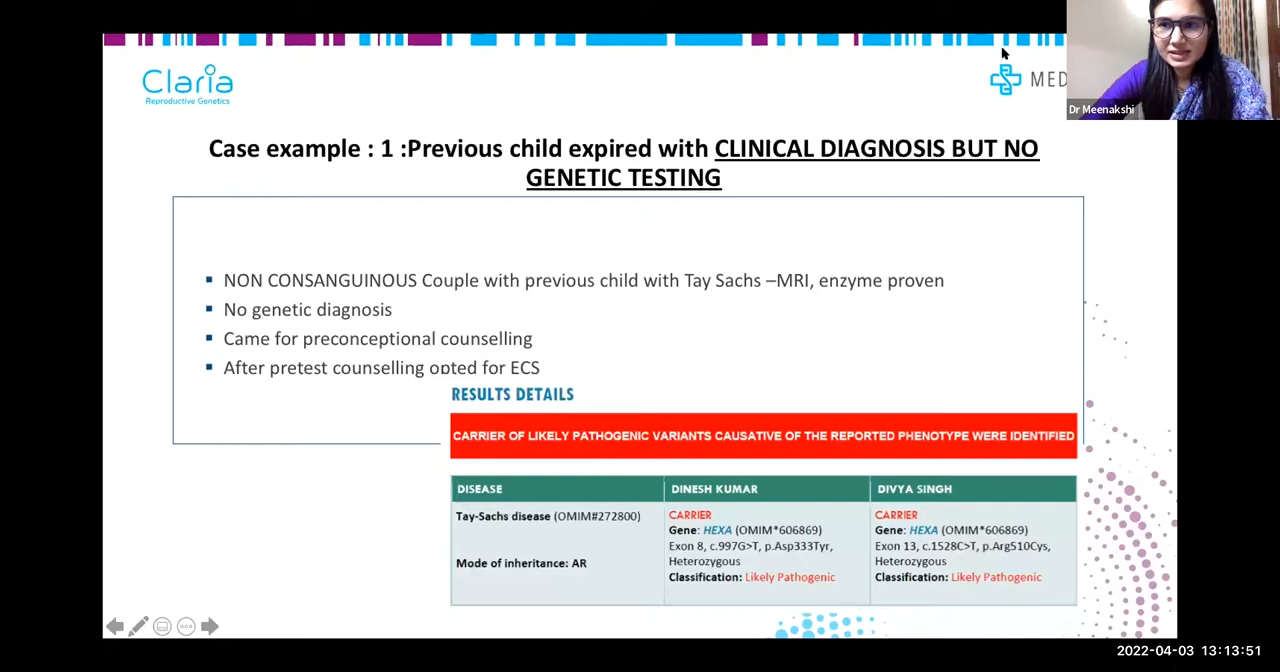 Claria
Reproductive Genetics
MED
Dr Meenakshi
Case example : 1 :Previous child expired with CLINICAL DIAGNOSIS BUT NO
GENETIC TESTING
▪ NON CONSANGUINOUS Couple with previous child with Tay Sachs –MRI, enzyme proven
▪ No genetic diagnosis
▪ Came for preconceptional counselling
▪ After pretest counselling opted for ECS
RESULTS DETAILS
CARRIER OF LIKELY PATHOGENIC VARIANTS CAUSATIVE OF THE REPORTED PHENOTYPE WERE IDENTIFIED
DISEASE DINESH KUMAR DIVYA SINGH
Tay-Sachs disease (OMIM#272800)
Mode of inheritance: AR
CARRIER
Gene: HEXA (OMIM*606869)
Exon 8, c.997G>T, p.Asp333Tyr,
Heterozygous
Classification: Likely Pathogenic
CARRIER
Gene: HEXA (OMIM*606869)
Exon 13, c.1528C>T, p.Arg510Cys,
Heterozygous
Classification: Likely Pathogenic
2022-04-03 13:13:51